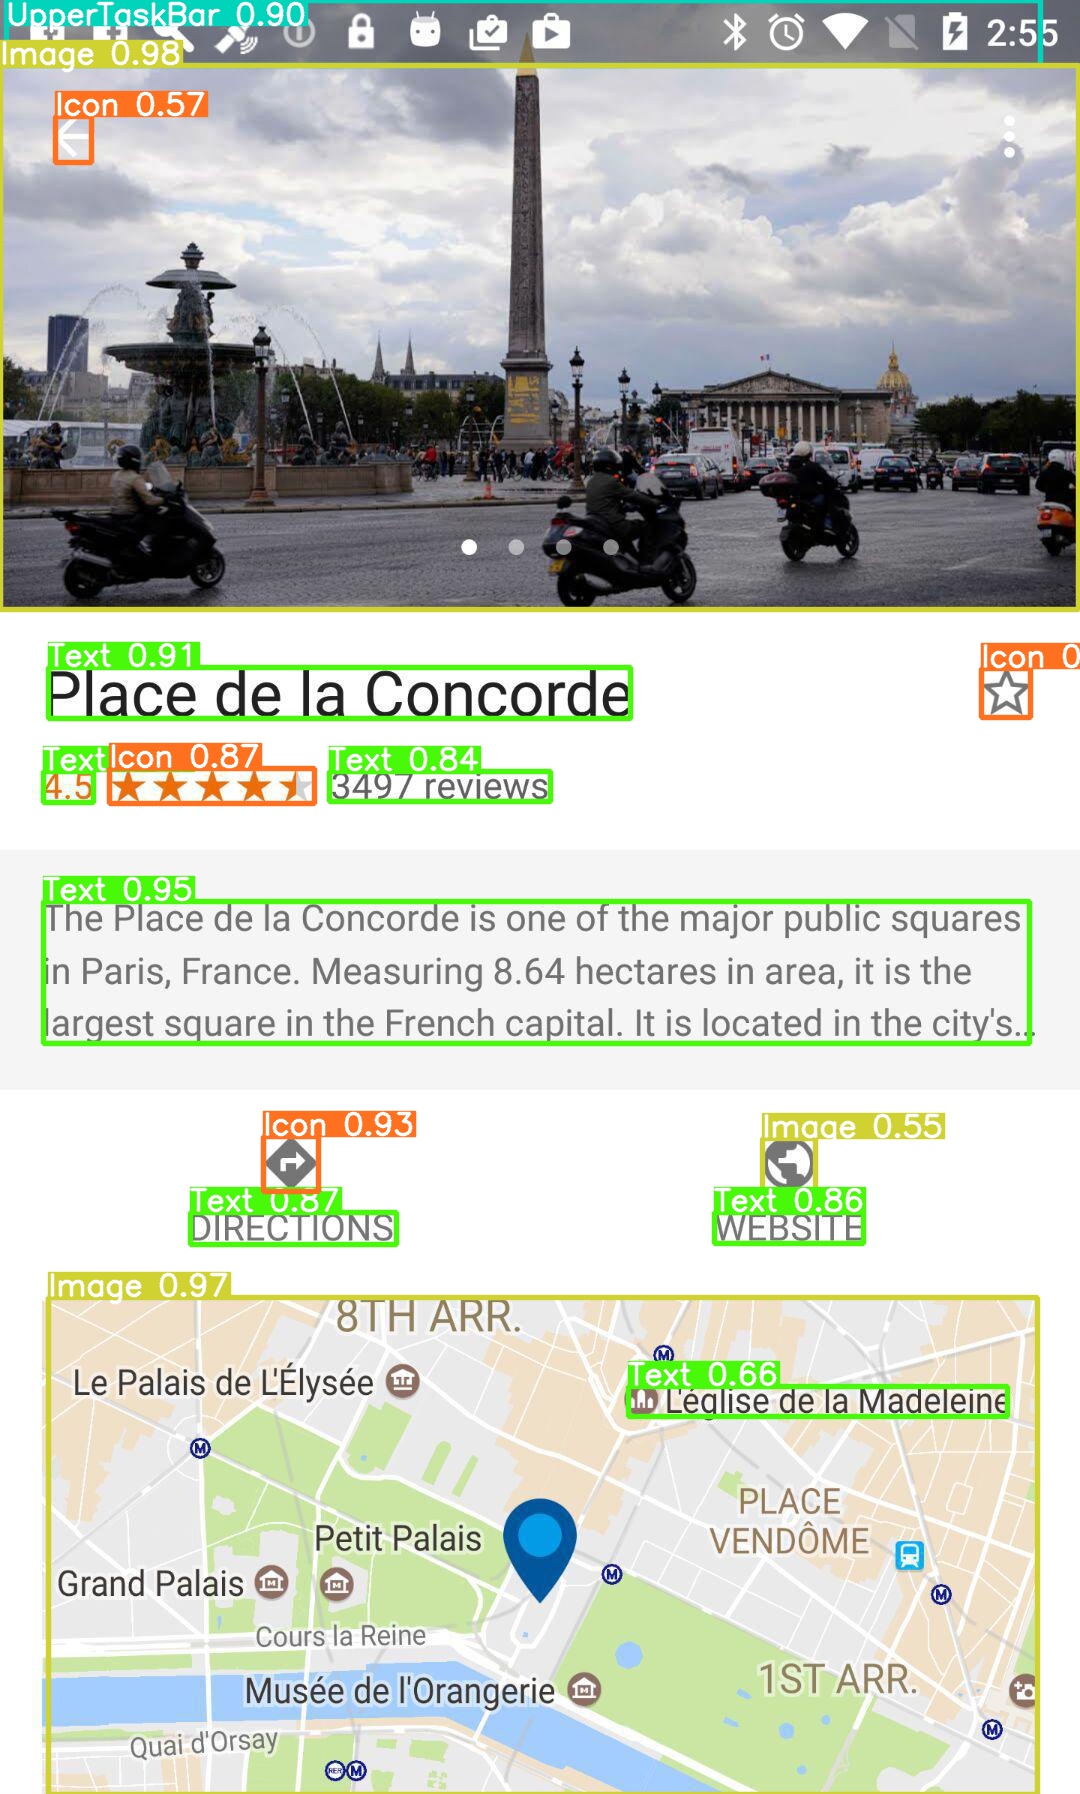 UpperTaskBar 0.90
2:55
Image 0.98
Icon 0.57
Text 0.91
Icon 0
Place de la Concorde
Text
Icon 0.87
Text 0.84
4.5
3497 reviews
Text 0.95
The Place de la Concorde is one of the major public squares
in Paris, France. Measuring 8.64 hectares in area, it is the
largest square in the French capital. It is located in the city's...
Icon 0.93
Image 0.55
Text 0.87
Text 0.86
DIRECTIONS
WEBSITE
Image 0.97
8TH ARR.
M
Text 0.66
Le Palais de L'Élysée
L'église de la Madeleine
M
PLACE
VENDÔME
Petit Palais
Grand Palais
M
M
Cours la Reine
1ST ARR.
Musée de l'Orangerie
M
Quai d'Orsay
RER M